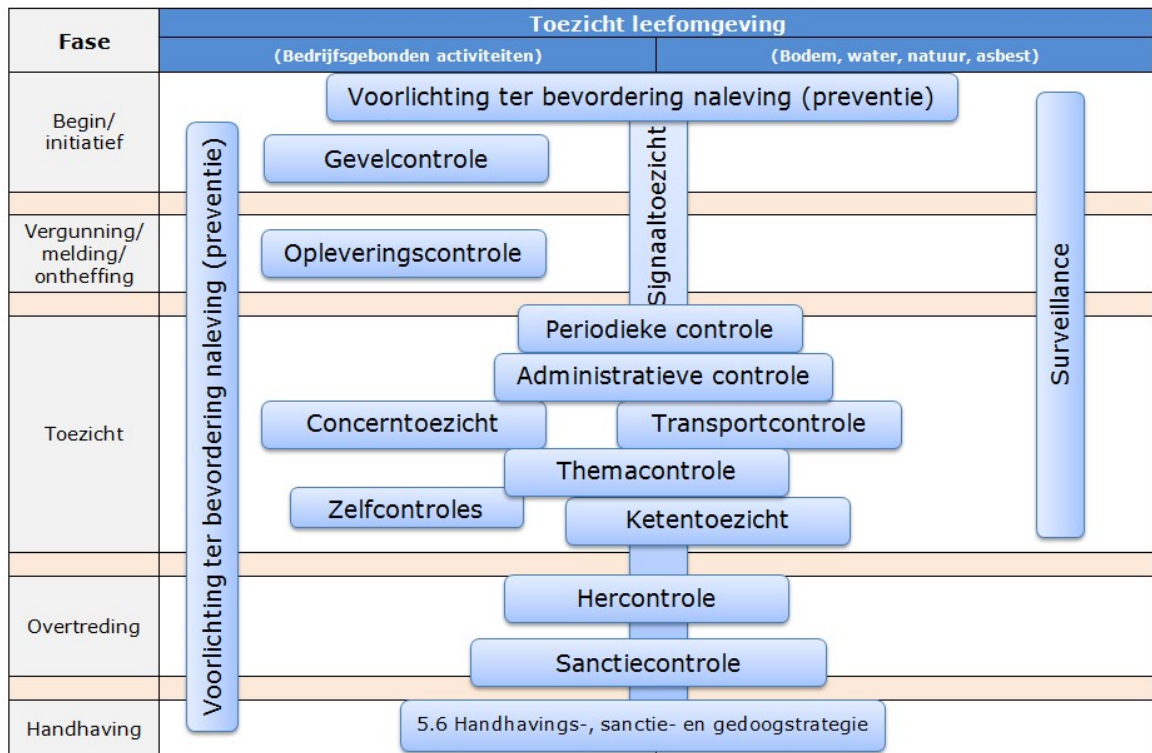 Fase
Toezicht leefomgeving
(Bedrijfsgebonden activiteiten)
(Bodem, water, natuur, asbest)
Begin/
initiatief
Voorlichting ter bevordering naleving (preventie)
Voorlichting ter bevordering naleving (preventie)
Gevelcontrole
Signaaltoezicht
Surveillance
Vergunning/
melding/
ontheffing
Opleveringscontrole
Toezicht
Periodieke controle
Administratieve controle
Concerntoezicht
Transportcontrole
Themacontrole
Zelfcontroles
Ketentoezicht
Overtreding
Hercontrole
Sanctiecontrole
Handhaving
5.6 Handhavings-, sanctie- en gedoogstrategie